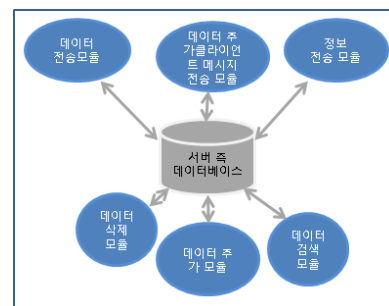 데이터
전송모듈
데이터 추
가클라이언
트 메시지
전송 모듈
정보
전송 모듈
서버 즉
데이터베이스
데이터
삭제
모듈
데이터 추
가 모듈
데이터
검색
모듈